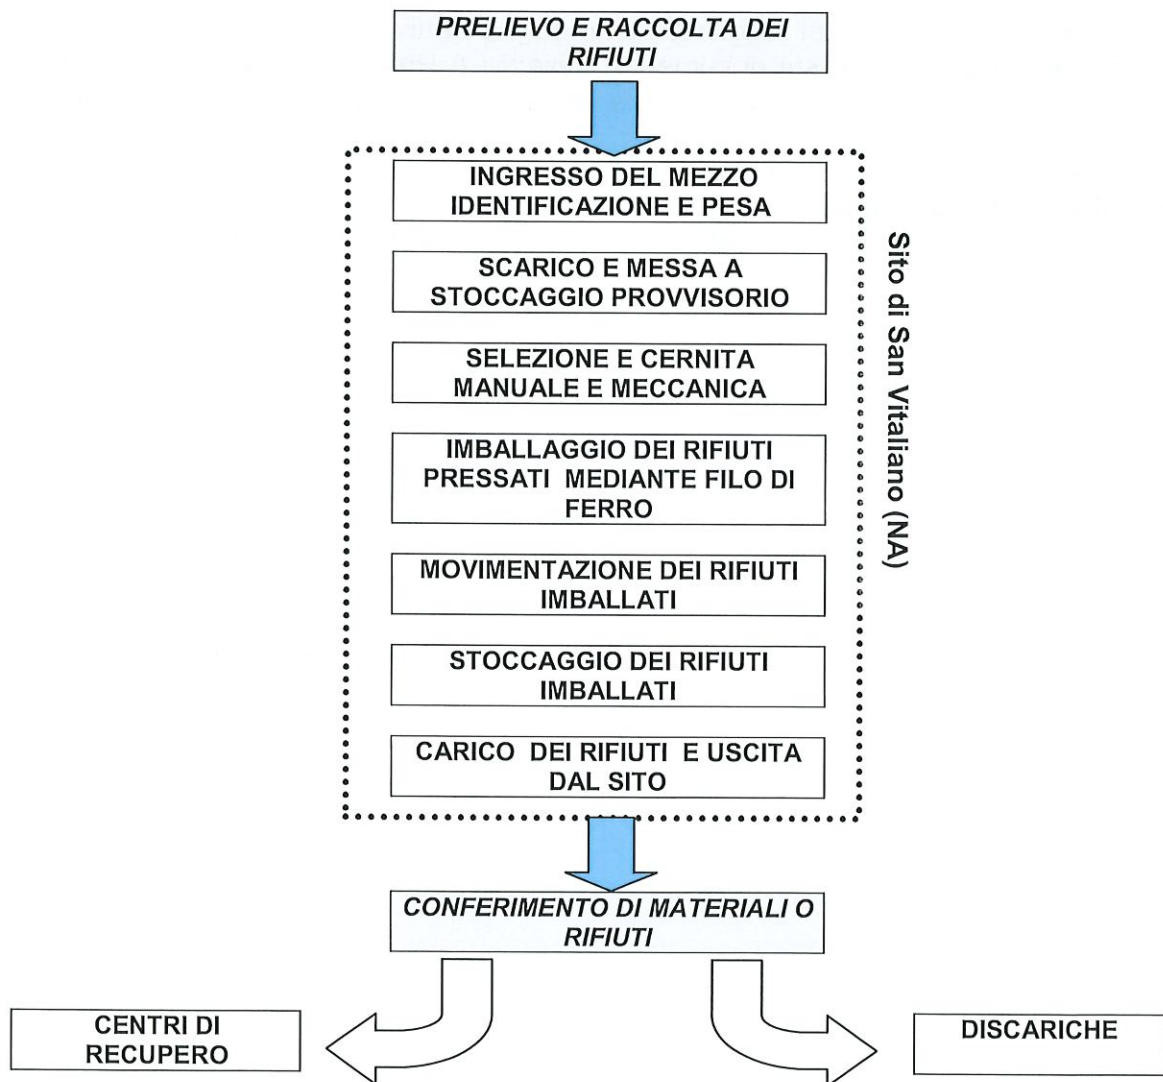 PRELIEVO E RACCOLTA DEI
RIFIUTI
INGRESSO DEL MEZZO
IDENTIFICAZIONE E PESA
SCARICO E MESSA A
STOCCAGGIO PROVVISORIO
SELEZIONE E CERNITA
MANUALE E MECCANICA
IMBALLAGGIO DEI RIFIUTI
PRESSATI MEDIANTE FILO DI
FERRO
MOVIMENTAZIONE DEI RIFIUTI
IMBALLATI
STOCCAGGIO DEI RIFIUTI
IMBALLATI
CARICO DEI RIFIUTI E USCITA
DAL SITO
Sito di San Vitaliano (NA)
CONFERIMENTO DI MATERIALI O
RIFIUTI
CENTRI DI
RECUPERO
DISCARICHE